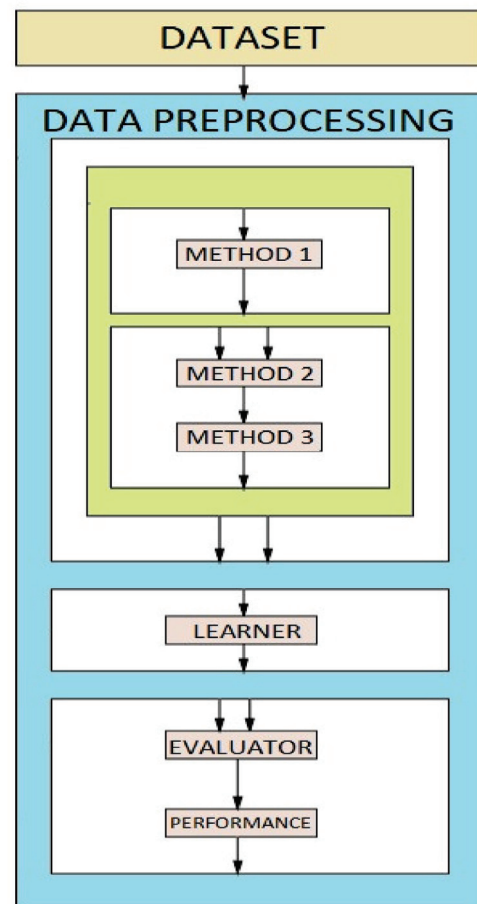 DATASET
DATA PREPROCESSING
METHOD 1
METHOD 2
METHOD 3
LEARNER
EVALUATOR
PERFORMANCE